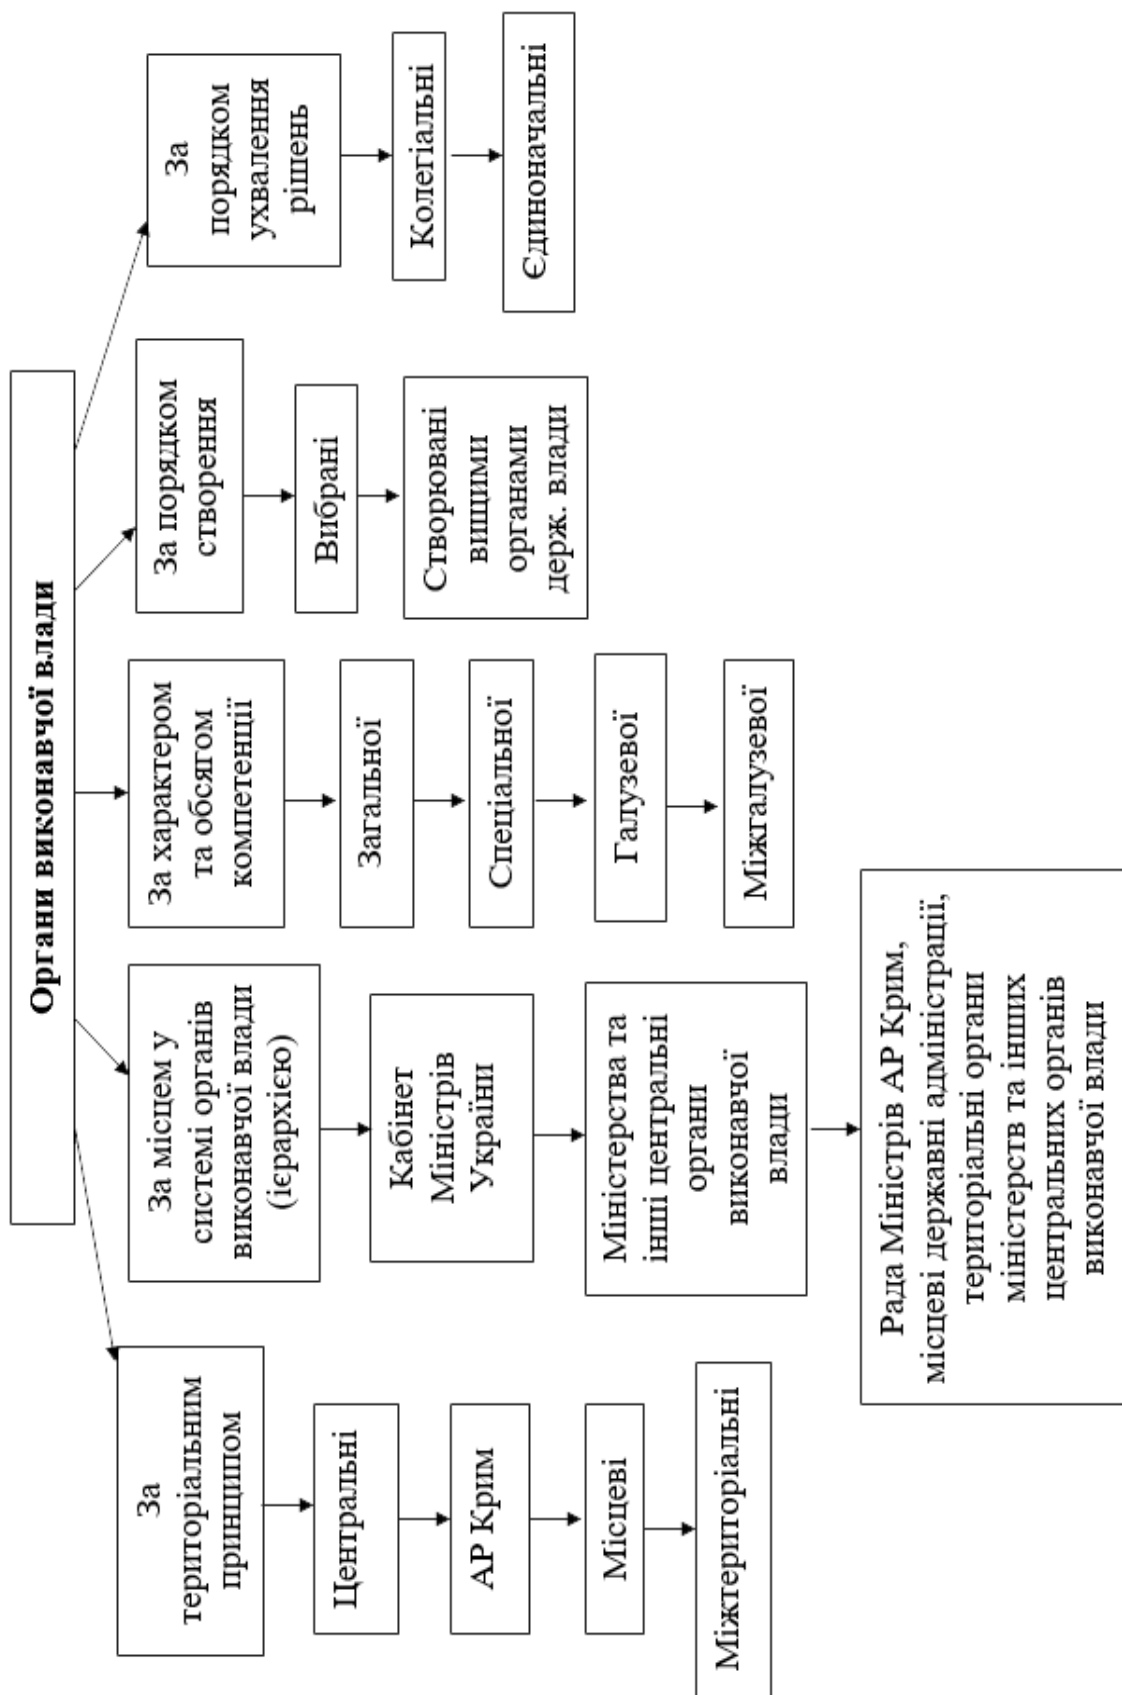 Органи виконавчої влади
За
територіальним
принципом
Центральні
АР Крим
Місцеві
Міжтериторіальні
За місцем у
системі органів
виконавчої влади
(ієрархією)
Кабінет
Міністрів
України
Міністерства та
інші центральні
органи
виконавчої
влади
Рада Міністрів АР Крим,
місцеві державні адміністрації,
територіальні органи
міністерств та інших
центральних органів
виконавчої влади
За характером
та обсягом
компетенції
Загальної
Спеціальної
Галузевої
Міжгалузевої
За порядком
створення
Вибрані
Створювані
вищими
органами
держ. влади
За
порядком
ухвалення
рішень
Колегіальні
Єдиноначальні